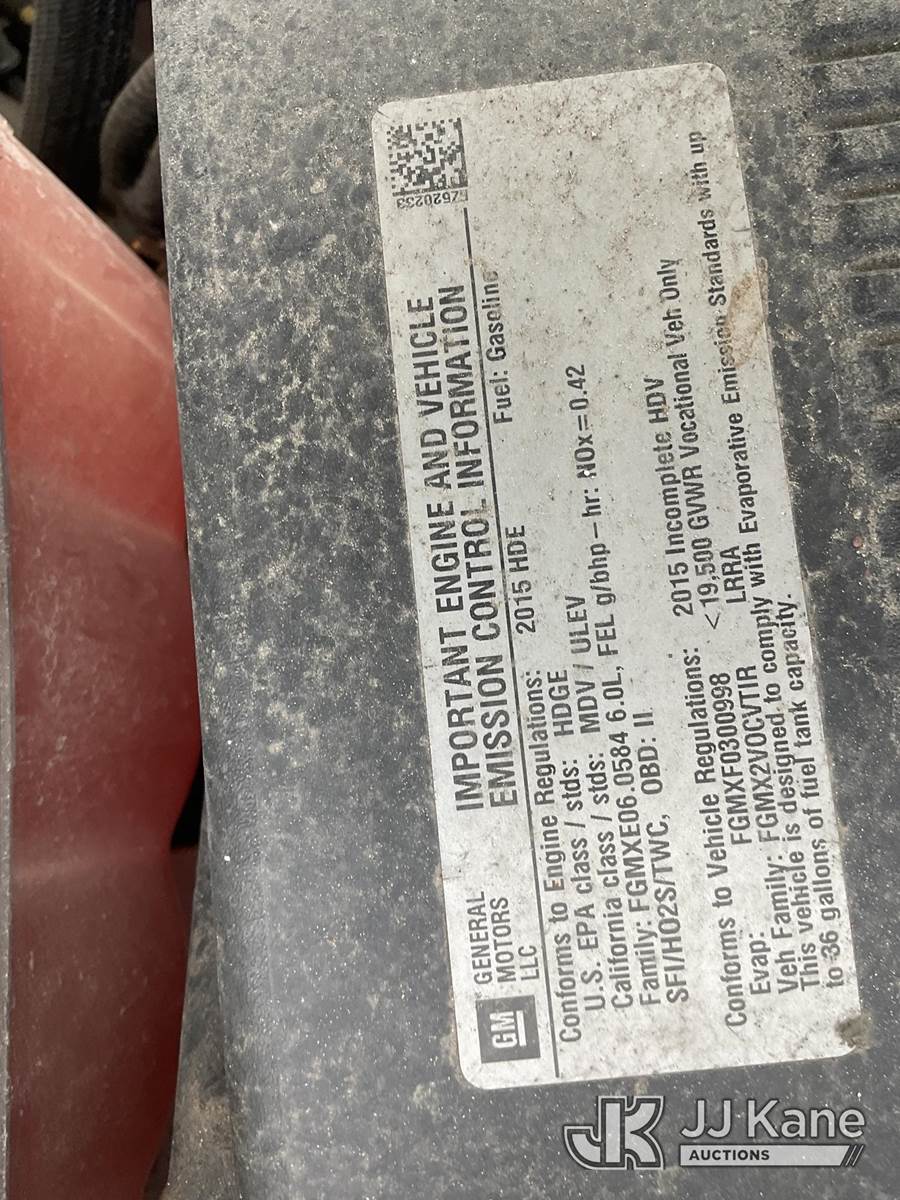 GM
GENERAL
MOTORS
LLC
IMPORTANT ENGINE AND VEHICLE
EMISSION CONTROL INFORMATION
Conforms to Engine Regulations: 2015 HDE Fuel: Gasoline
U.S. EPA class / stds: HDGE
California class / stds: MDV / ULEV
Family: FGMXE06.0584 6.0L, FEL g/bhp-hr: NOx=0.42
SFI/HO2S/TWC, OBD: II
Conforms to Vehicle Regulations: 2015 Incomplete HDV
Evap: FGMXF0300998 <19,500 GVWR Vocational Veh Only
Veh Family: FGMX2VOCVTIR LRRA
This vehicle is designed to comply with Evaporative Emission Standards with up
to 36 gallons of fuel tank capacity.
JK JJ Kane
AUCTIONS